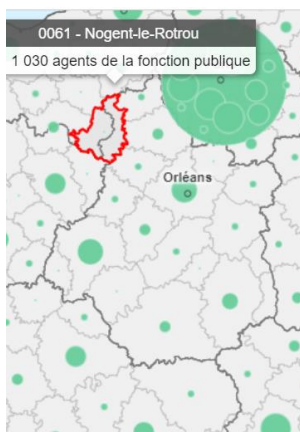 0061 - Nogent-le-Rotrou
1 030 agents de la fonction publique
Orléans